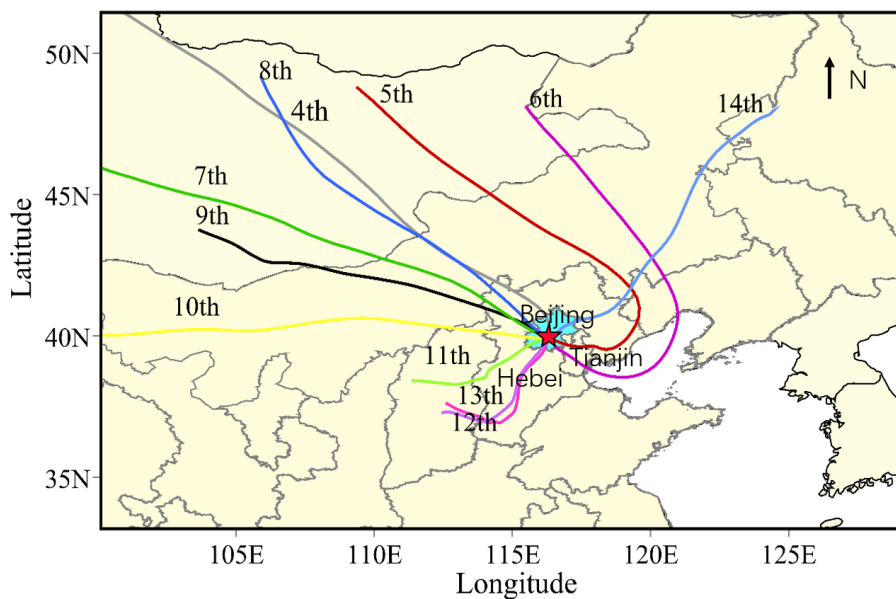 50N
45N
40N
35N
Latitude
8th
4th
5th
6th
14th
N
7th
9th
10th
11th
13th
12th
Beijing
Tianjin
Hebei
105E
110E
115E
120E
125E
Longitude